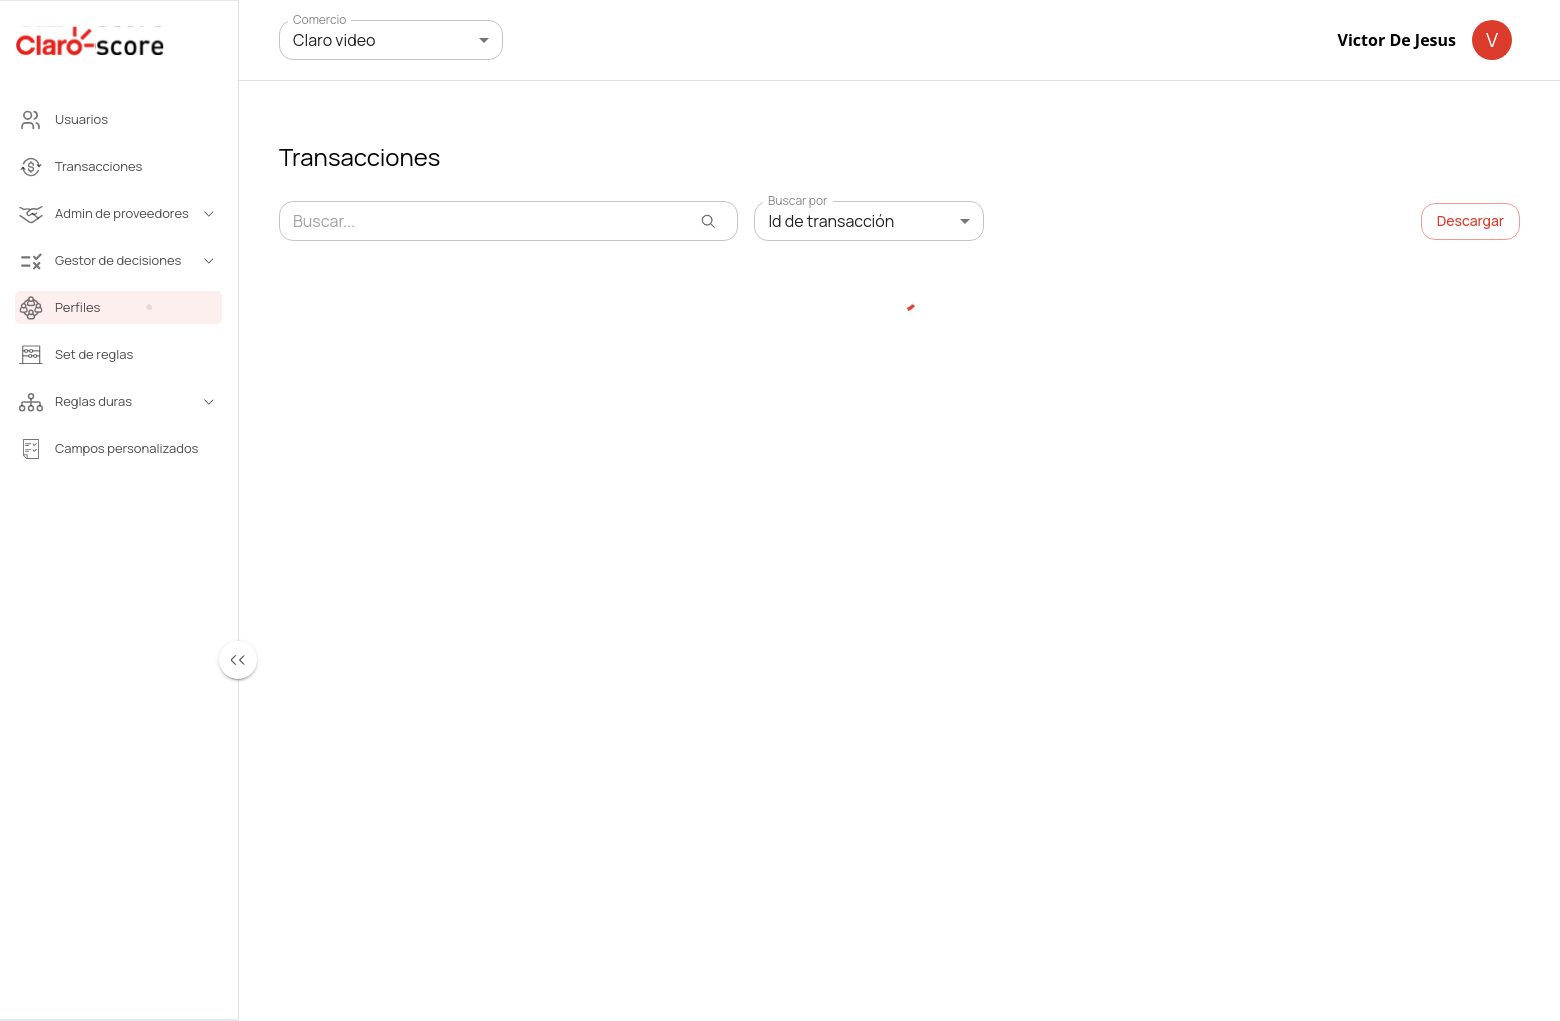 Claro-score
Comercio
Claro video
Victor De Jesus
V
Usuarios
Transacciones
Admin de proveedores
Gestor de decisiones
Perfiles
Set de reglas
Reglas duras
Campos personalizados
Transacciones
Buscar...
Buscar por
Id de transacción
Descargar